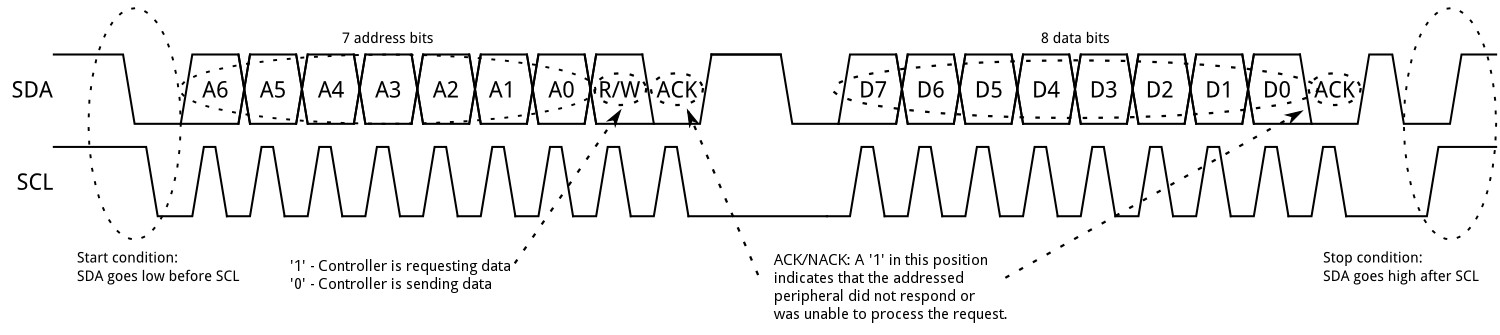 7 address bits
8 data bits
SDA
A6 A5 A4 A3 A2 A1 A0 R/W ACK
D7 D6 D5 D4 D3 D2 D1 D0 ACK
SCL
Start condition:
SDA goes low before SCL
'1' - Controller is requesting data
'0' - Controller is sending data
ACK/NACK: A '1' in this position
indicates that the addressed
peripheral did not respond or
was unable to process the request.
Stop condition:
SDA goes high after SCL